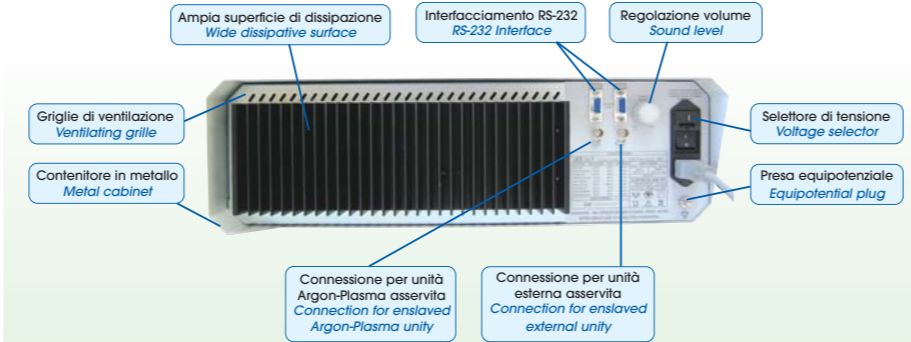 Ampia superficie di dissipazione
Wide dissipative surface
Interfacciamento RS-232
RS-232 Interface
Regolazione volume
Sound level
Griglie di ventilazione
Ventilating grille
Selettore di tensione
Voltage selector
Contenitore in metallo
Metal cabinet
Presa equipotenziale
Equipotential plug
Connessione per unità
Argon-Plasma asservita
Connection for enslaved
Argon-Plasma unity
Connessione per unità
esterna asservita
Connection for enslaved
external unity